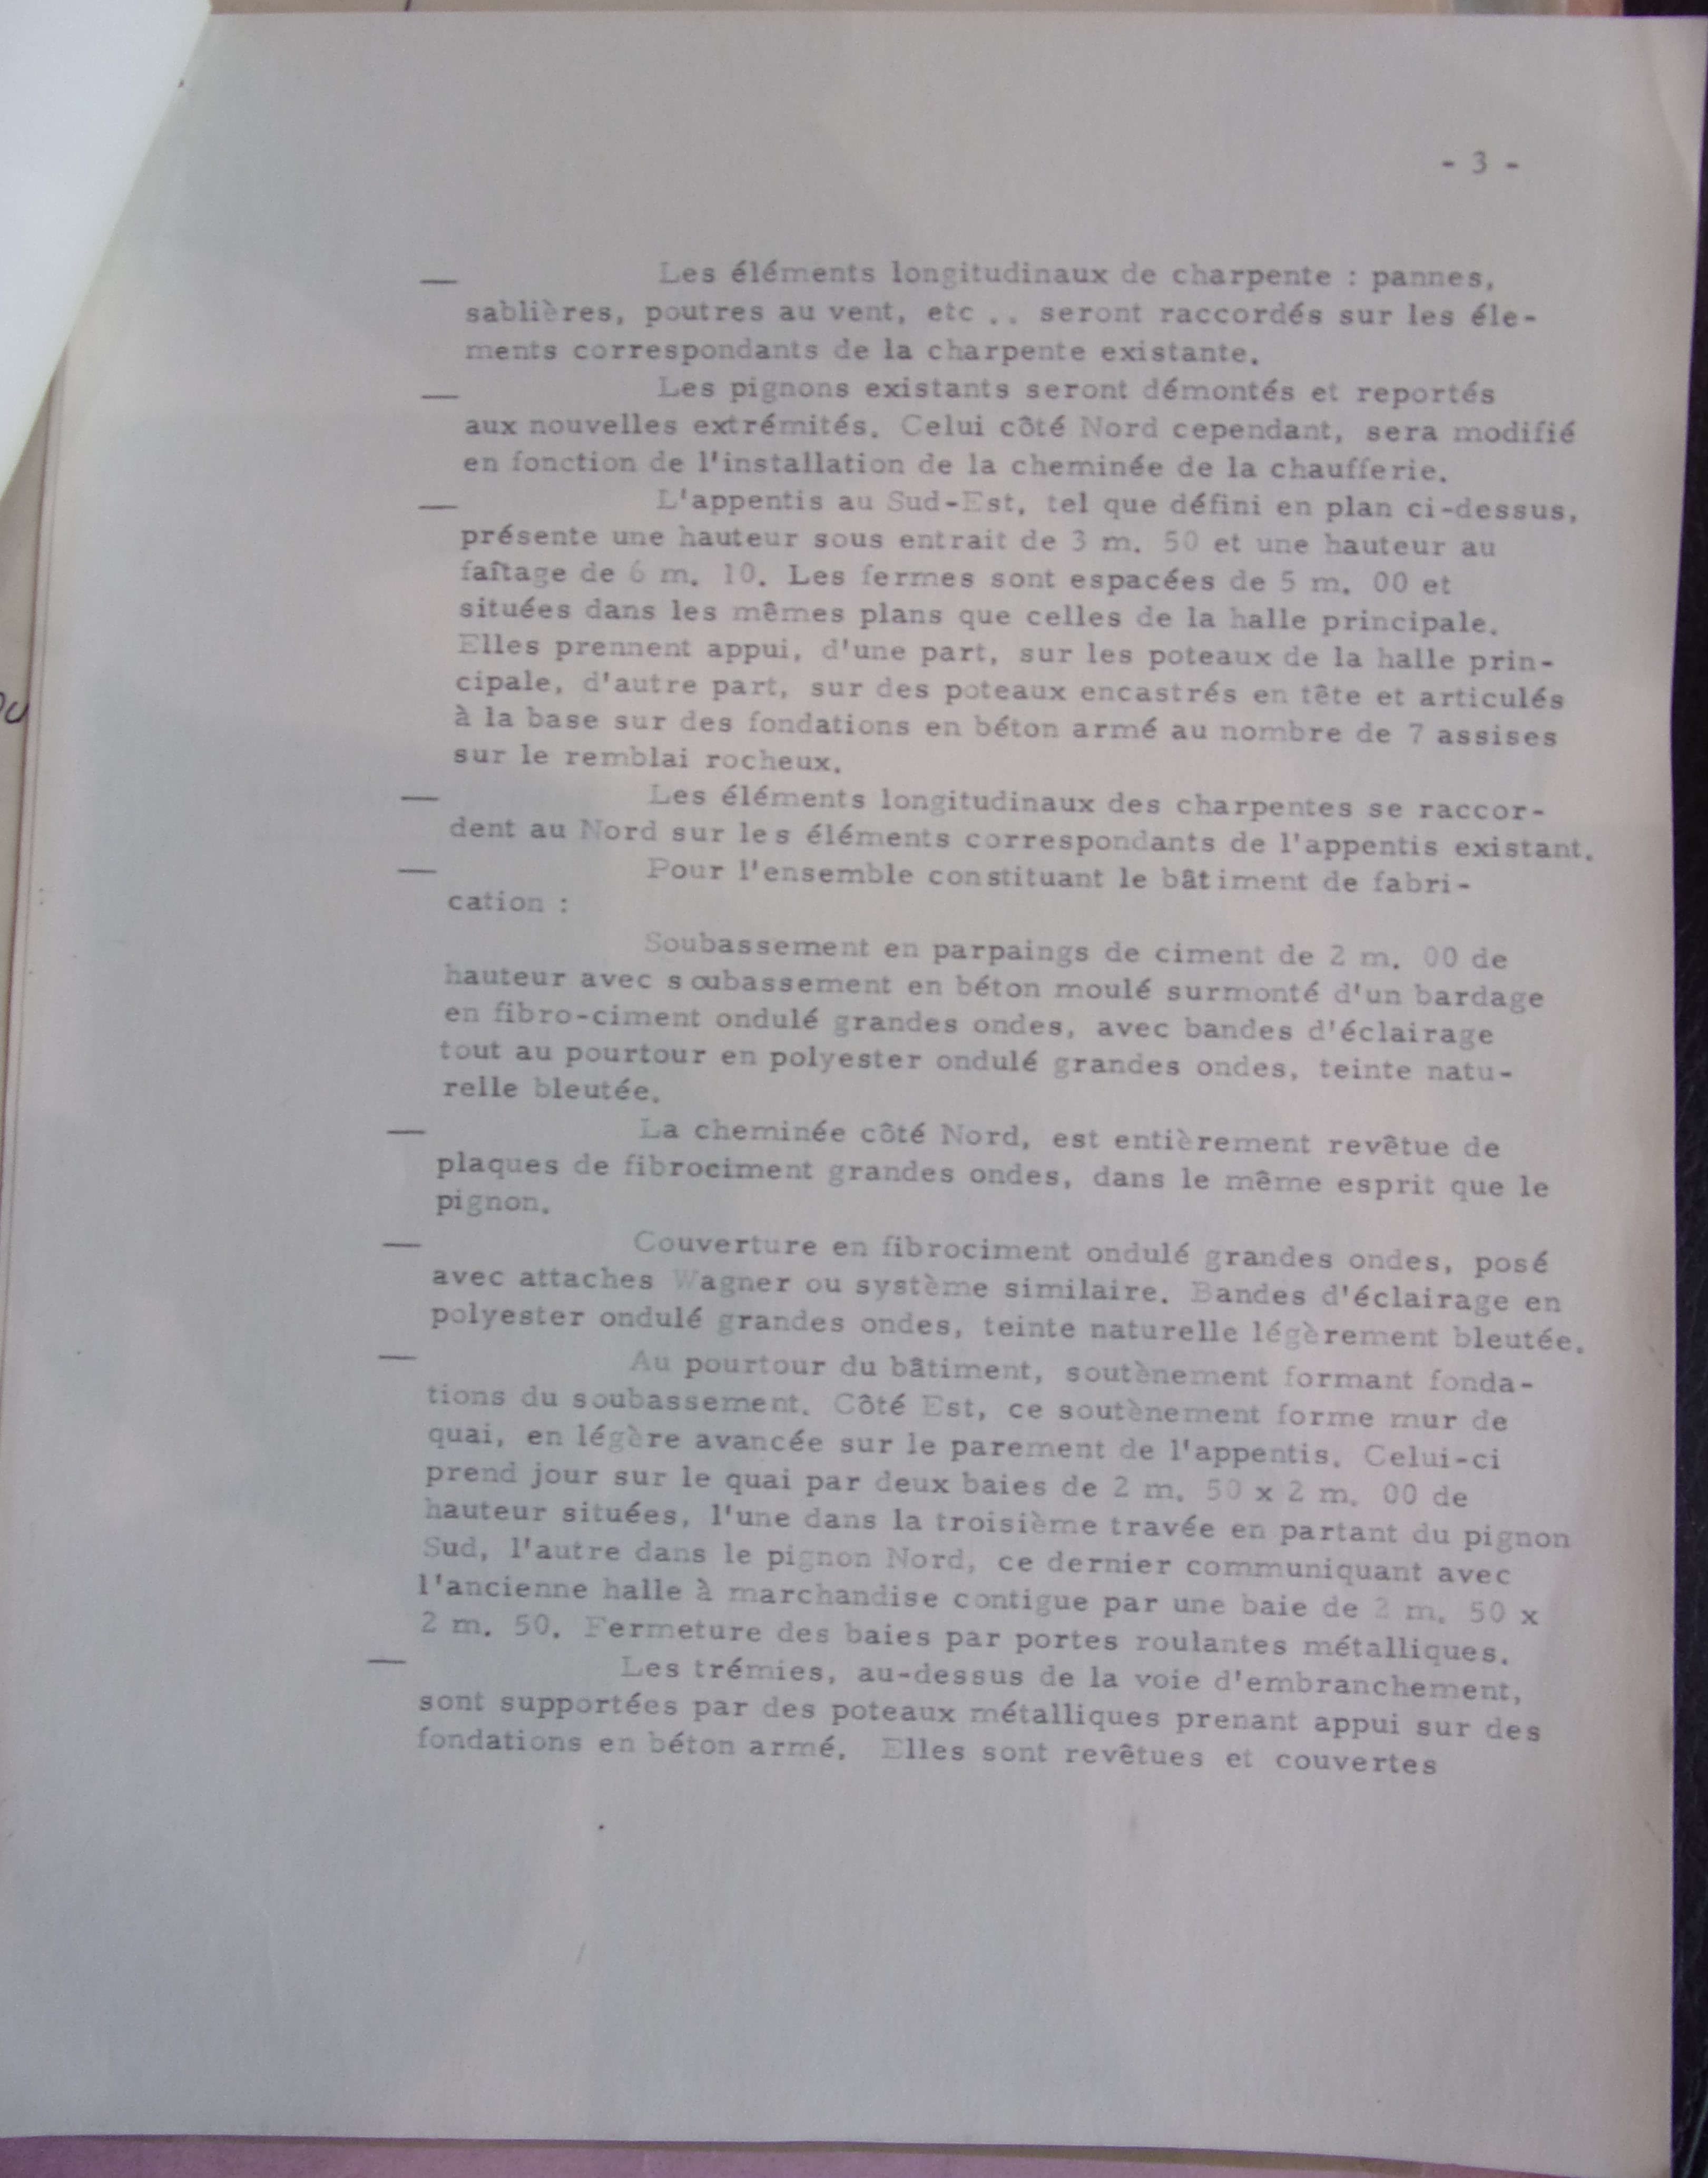 - 3 -
— Les éléments longitudinaux de charpente : pannes,
sablières, poutres au vent, etc .. seront raccordés sur les éle-
ments correspondants de la charpente existante.
— Les pignons existants seront démontés et reportés
aux nouvelles extrémités. Celui côté Nord cependant, sera modifié
en fonction de l'installation de la cheminée de la chaufferie.
— L'appentis au Sud-Est, tel que défini en plan ci-dessus,
présente une hauteur sous entrait de 3 m. 50 et une hauteur au
faîtage de 6 m. 10. Les fermes sont espacées de 5 m. 00 et
situées dans les mêmes plans que celles de la halle principale.
Elles prennent appui, d'une part, sur les poteaux de la halle prin-
cipale, d'autre part, sur des poteaux encastrés en tête et articulés
à la base sur des fondations en béton armé au nombre de 7 assises
sur le remblai rocheux.
— Les éléments longitudinaux des charpentes se raccor-
dent au Nord sur les éléments correspondants de l'appentis existant.
— Pour l'ensemble constituant le bâtiment de fabri-
cation :
Soubassement en parpaings de ciment de 2 m. 00 de
hauteur avec soubassement en béton moulé surmonté d'un bardage
en fibro-ciment ondulé grandes ondes, avec bandes d'éclairage
tout au pourtour en polyester ondulé grandes ondes, teinte natu-
relle bleutée.
— La cheminée côté Nord, est entièrement revêtue de
plaques de fibrociment grandes ondes, dans le même esprit que le
pignon.
— Couverture en fibrociment ondulé grandes ondes, posé
avec attaches Wagner ou système similaire. Bandes d'éclairage en
polyester ondulé grandes ondes, teinte naturelle légèrement bleutée.
— Au pourtour du bâtiment, soutènement formant fonda-
tions du soubassement. Côté Est, ce soutènement forme mur de
quai, en légère avancée sur le parement de l'appentis. Celui-ci
prend jour sur le quai par deux baies de 2 m. 50 x 2 m. 00 de
hauteur situées, l'une dans la troisième travée en partant du pignon
Sud, l'autre dans le pignon Nord, ce dernier communiquant avec
l'ancienne halle à marchandise contigue par une baie de 2 m. 50 x
2 m. 50. Fermeture des baies par portes roulantes métalliques.
— Les trémies, au-dessus de la voie d'embranchement,
sont supportées par des poteaux métalliques prenant appui sur des
fondations en béton armé. Elles sont revêtues et couvertes